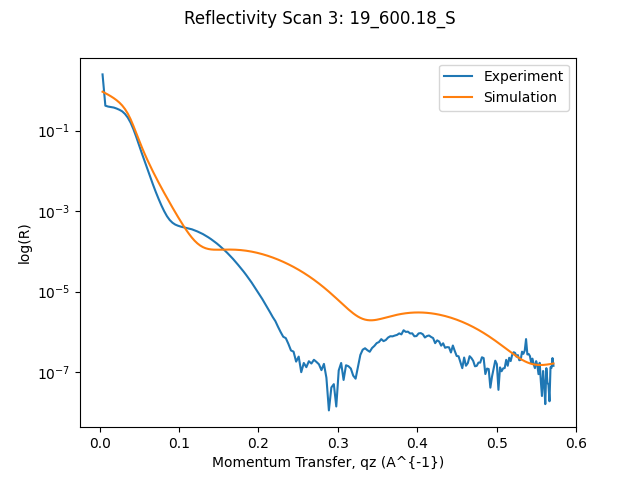 Reflectivity Scan 3: 19_600.18_S
Experiment
Simulation
10^{-1}
10^{-3}
10^{-5}
10^{-7}
log(R)
0.0 0.1 0.2 0.3 0.4 0.5 0.6
Momentum Transfer, qz (A^{-1})